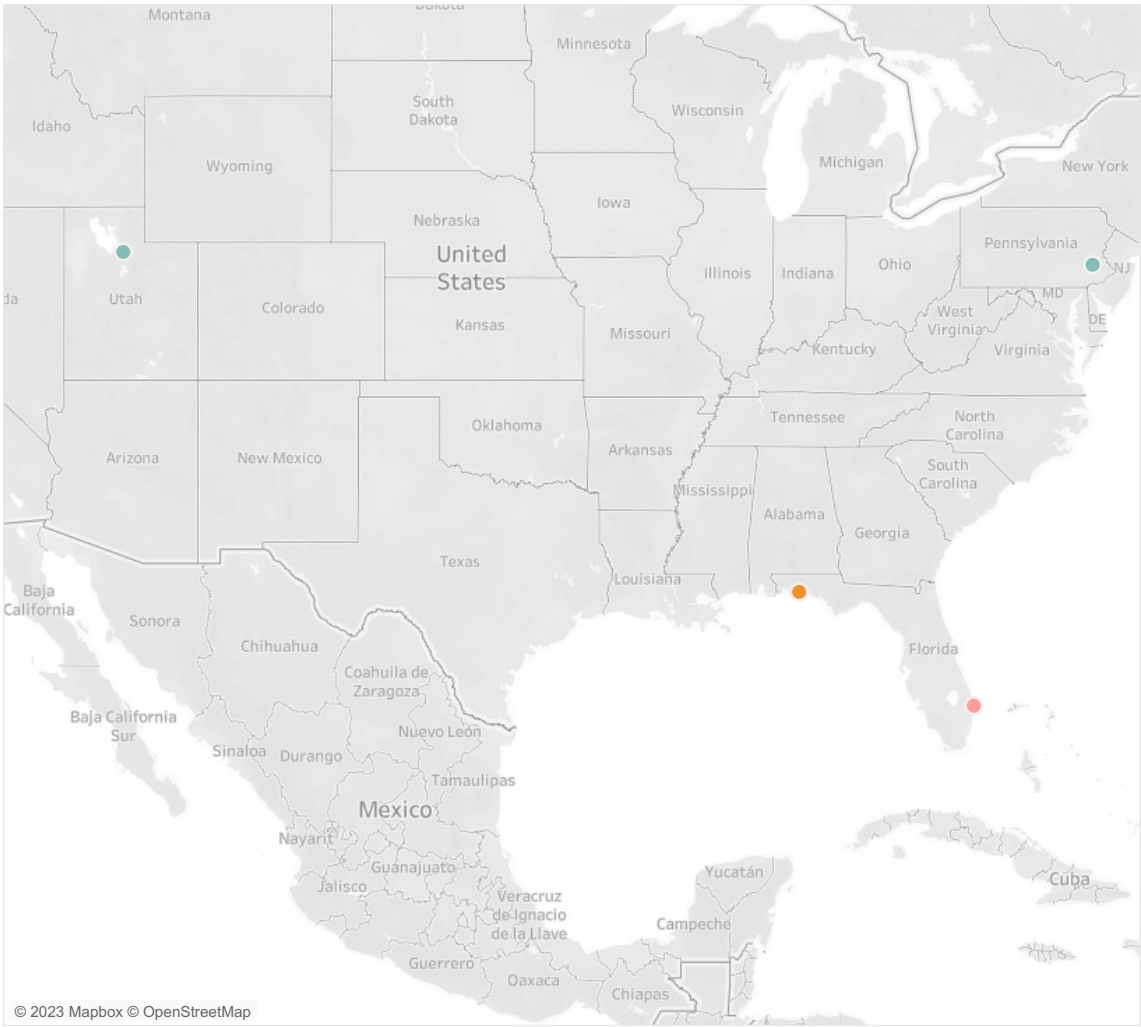 Montana
Dakota
Minnesota
South
Dakota
Wisconsin
Idaho
Michigan
Wyoming
New York
Iowa
Nebraska
Pennsylvania
United
States
Ohio
NJ
Illinois
Indiana
da
Utah
MD
Colorado
West
Virginia
DE
Kansas
Missouri
Kentucky
Virginia
Tennessee
Oklahoma
North
Carolina
Arkansas
Arizona
New Mexico
South
Carolina
Mississippi
Alabama
Georgia
Texas
Louisiana
Baja
California
Sonora
Chihuahua
Florida
Coahuila de
Zaragoza
Baja California
Sur
Nuevo León
Sinaloa
Durango
Tamaulipas
Mexico
Nayarit
Guanajuato
Yucatán
Cuba
Jalisco
Veracruz
de Ignacio
de la Llave
Campeche
Guerrero
Oaxaca
Chiapas
© 2023 Mapbox © OpenStreetMap